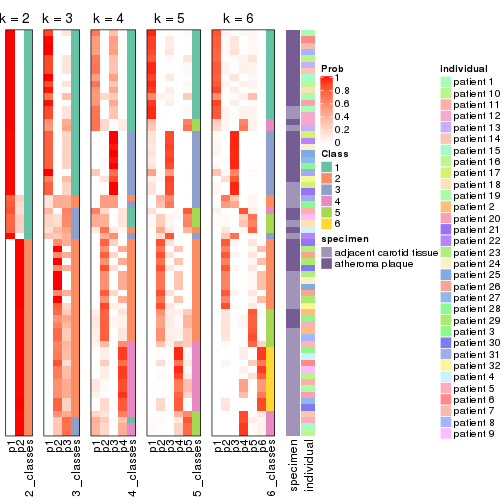 k = 2 k = 3 k = 4 k = 5 k = 6
p1
p2
2_classes
p1
p2
p3
3_classes
p1
p2
p3
p4
4_classes
p1
p2
p3
p4
p5
5_classes
p1
p2
p3
p4
p5
p6
6_classes
specimen
individual
Prob
1
0.8
0.6
0.4
0.2
0
Class
1
2
3
4
5
6
specimen
adjacent carotid tissue
atheroma plaque
individual
patient 1
patient 10
patient 11
patient 12
patient 13
patient 14
patient 15
patient 16
patient 17
patient 18
patient 19
patient 2
patient 20
patient 21
patient 22
patient 23
patient 24
patient 25
patient 26
patient 27
patient 28
patient 29
patient 3
patient 30
patient 31
patient 32
patient 4
patient 5
patient 6
patient 7
patient 8
patient 9